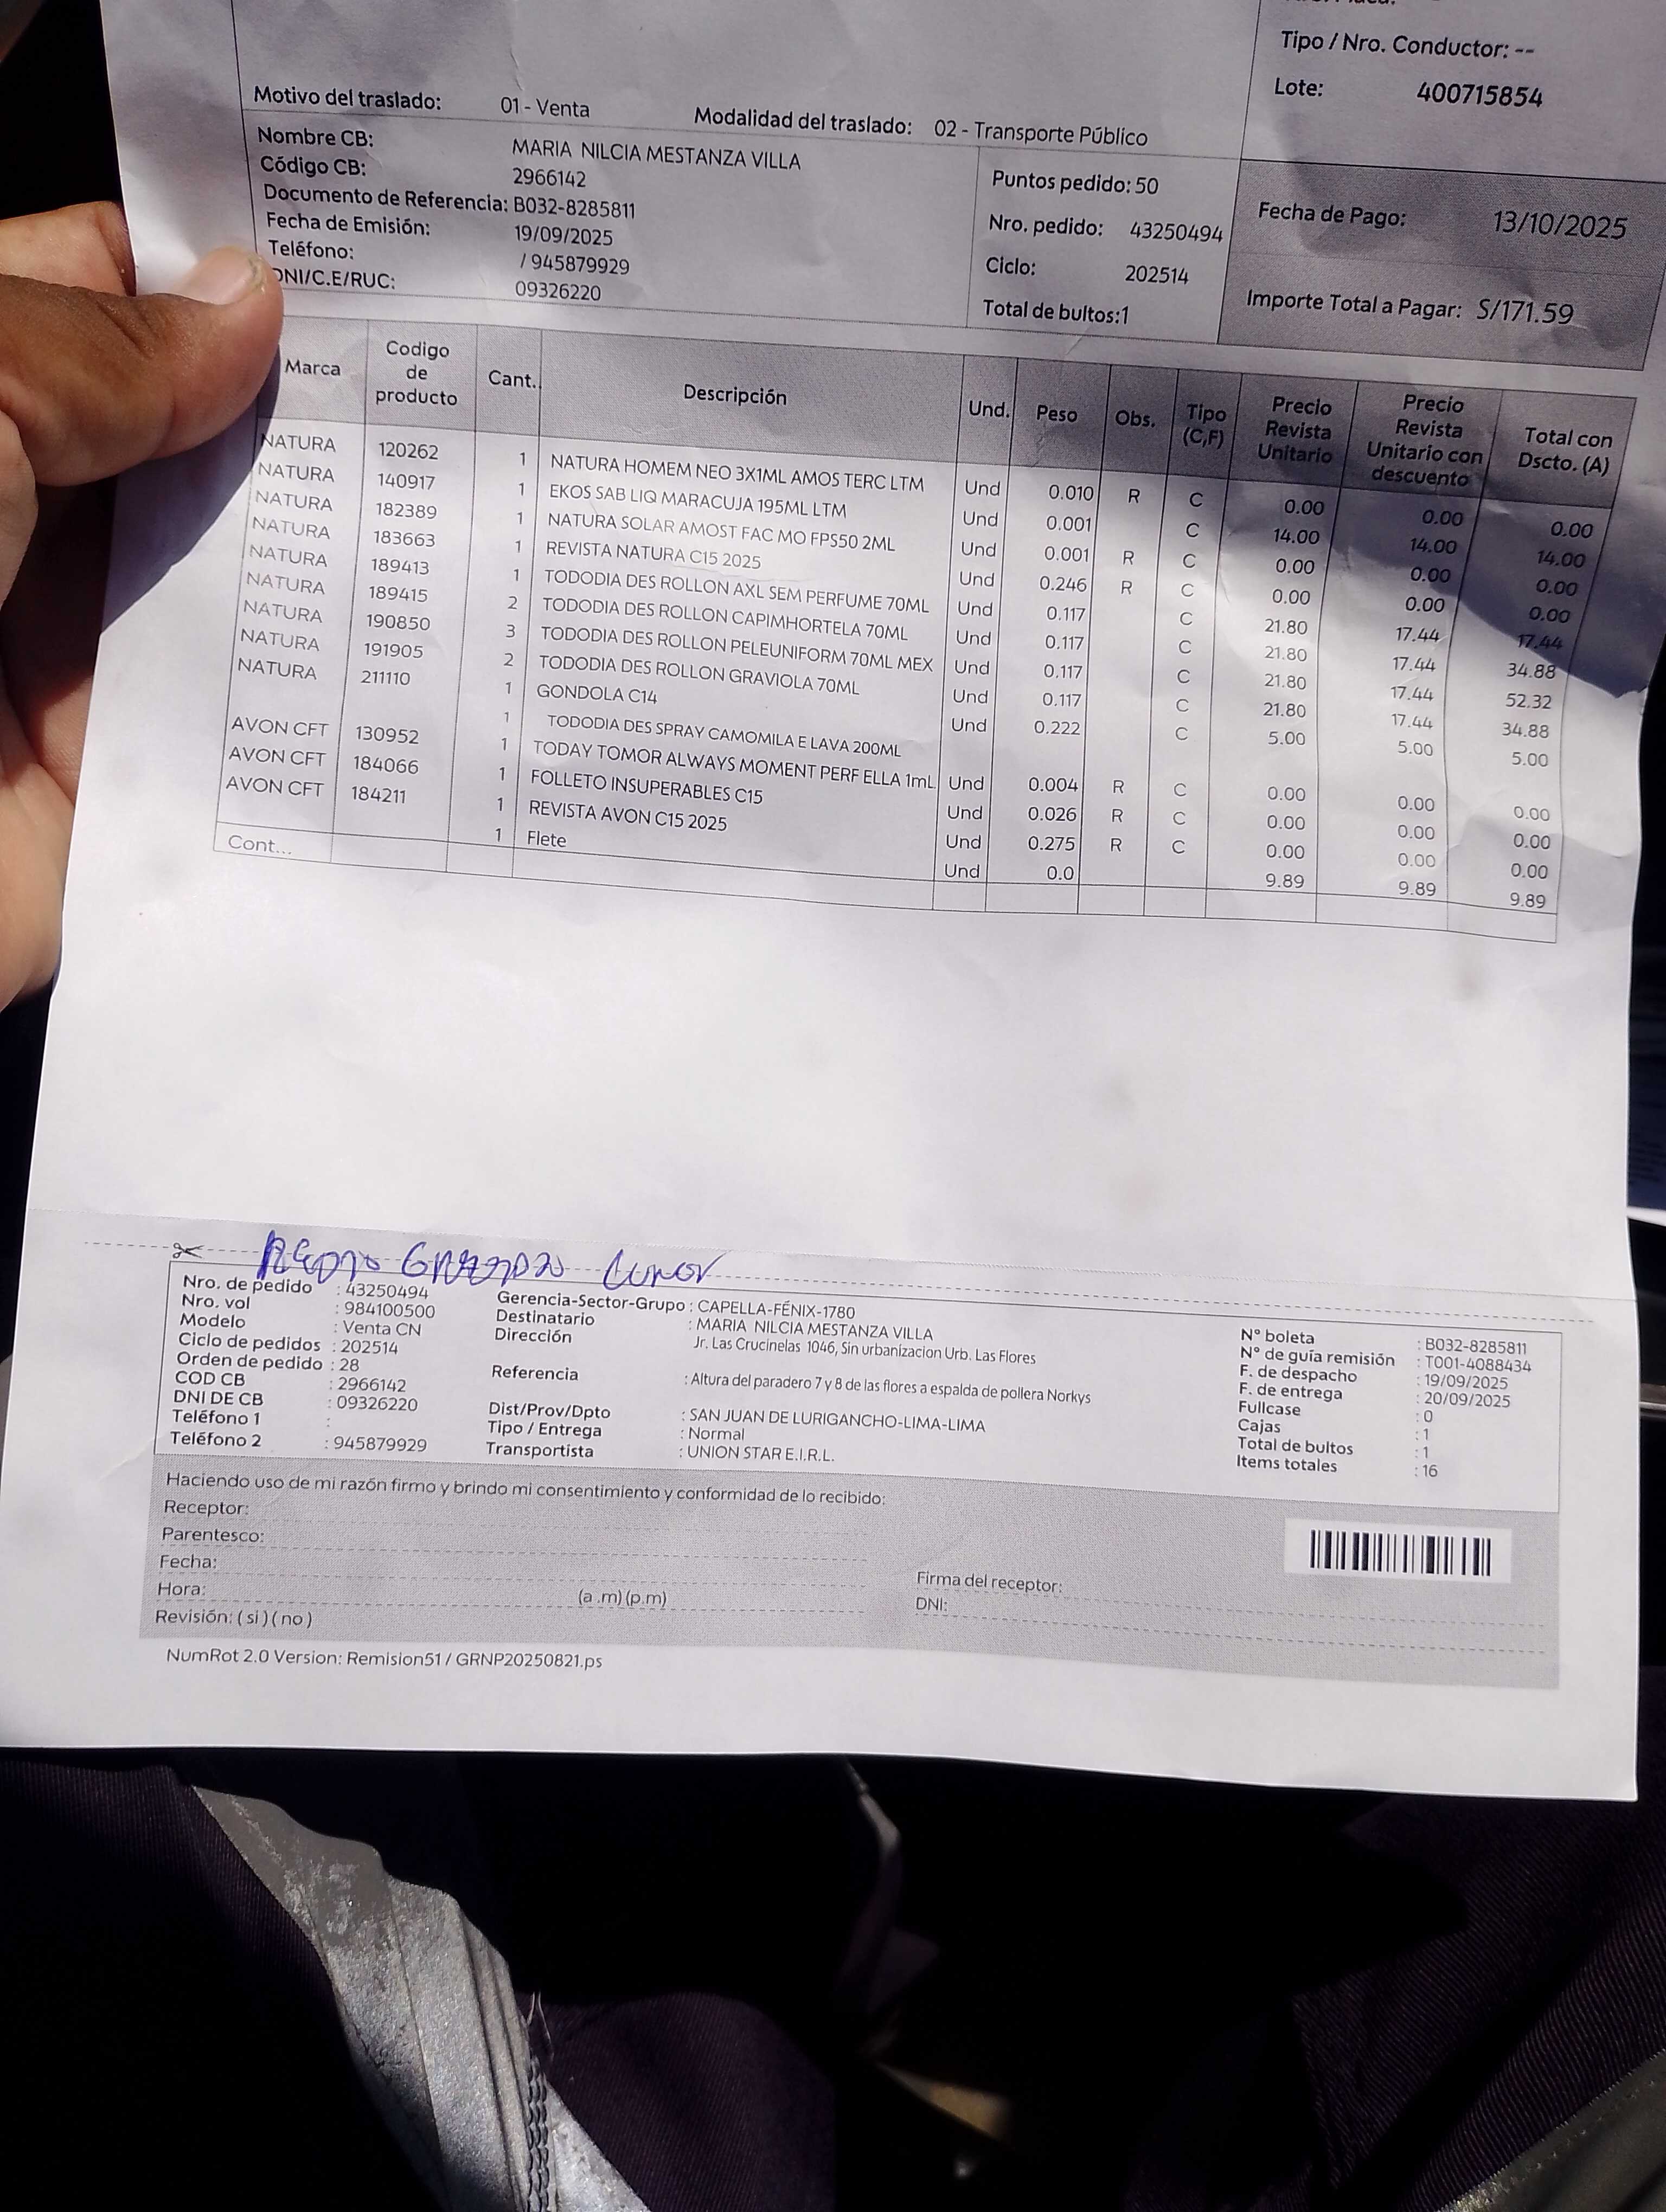 Tipo / Nro. Conductor: --
Lote: 400715854
Motivo del traslado: 01 - Venta Modalidad del traslado: 02 - Transporte Público
Nombre CB: MARIA NILCIA MESTANZA VILLA
Código CB: 2966142
Documento de Referencia: B032-8285811
Fecha de Emisión: 19/09/2025
Teléfono: / 945879929
DNI/C.E/RUC: 09326220
Puntos pedido: 50
Nro. pedido: 43250494
Ciclo: 202514
Total de bultos:1
Fecha de Pago: 13/10/2025
Importe Total a Pagar: S/171.59
Marca Codigo de producto Cant. Descripción Und. Peso Obs. Tipo (C,F) Precio Revista Unitario Precio Revista Unitario con descuento Total con Dscto. (A)
NATURA 120262 1 NATURA HOMEM NEO 3X1ML AMOS TERC LTM Und 0.010 R C 0.00 0.00 0.00
NATURA 140917 1 EKOS SAB LIQ MARACUJA 195ML LTM Und 0.001 C 14.00 14.00 14.00
NATURA 182389 1 NATURA SOLAR AMOST FAC MO FPS50 2ML Und 0.001 R C 0.00 0.00 0.00
NATURA 183663 1 REVISTA NATURA C15 2025 Und 0.246 R C 0.00 0.00 0.00
NATURA 189413 1 TODODIA DES ROLLON AXL SEM PERFUME 70ML Und 0.117 C 21.80 17.44 17.44
NATURA 189415 2 TODODIA DES ROLLON CAPIMHORTELA 70ML Und 0.117 C 21.80 17.44 34.88
NATURA 190850 3 TODODIA DES ROLLON PELEUNIFORM 70ML MEX Und 0.117 C 21.80 17.44 52.32
NATURA 191905 2 TODODIA DES ROLLON GRAVIOLA 70ML Und 0.117 C 21.80 17.44 34.88
NATURA 211110 1 GONDOLA C14 Und 0.222 C 5.00 5.00 5.00
1 TODODIA DES SPRAY CAMOMILA E LAVA 200ML
AVON CFT 130952 1 TODAY TOMOR ALWAYS MOMENT PERF ELLA 1mL Und 0.004 R C 0.00 0.00 0.00
AVON CFT 184066 1 FOLLETO INSUPERABLES C15 Und 0.026 R C 0.00 0.00 0.00
AVON CFT 184211 1 REVISTA AVON C15 2025 Und 0.275 R C 0.00 0.00 0.00
1 Flete Und 0.0 9.89 9.89 9.89
Cont...
Nro. de pedido : 43250494
Nro. vol : 984100500
Modelo : Venta CN
Ciclo de pedidos : 202514
Orden de pedido : 28
COD CB : 2966142
DNI DE CB : 09326220
Teléfono 1 :
Teléfono 2 : 945879929
Gerencia-Sector-Grupo : CAPELLA-FÉNIX-1780
Destinatario : MARIA NILCIA MESTANZA VILLA
Dirección Jr. Las Crucinelas 1046, Sin urbanizacion Urb. Las Flores
Referencia : Altura del paradero 7 y 8 de las flores a espalda de pollera Norkys
Dist/Prov/Dpto : SAN JUAN DE LURIGANCHO-LIMA-LIMA
Tipo / Entrega : Normal
Transportista : UNION STAR E.I.R.L.
N° boleta : B032-8285811
N° de guía remisión : T001-4088434
F. de despacho : 19/09/2025
F. de entrega : 20/09/2025
Fullcase : 0
Cajas : 1
Total de bultos : 1
Items totales : 16
Haciendo uso de mi razón firmo y brindo mi consentimiento y conformidad de lo recibido:
Receptor:
Parentesco:
Fecha:
Hora: (a .m) (p.m)
Revisión: ( si ) ( no )
Firma del receptor:
DNI:
NumRot 2.0 Version: Remision51 / GRNP20250821.ps